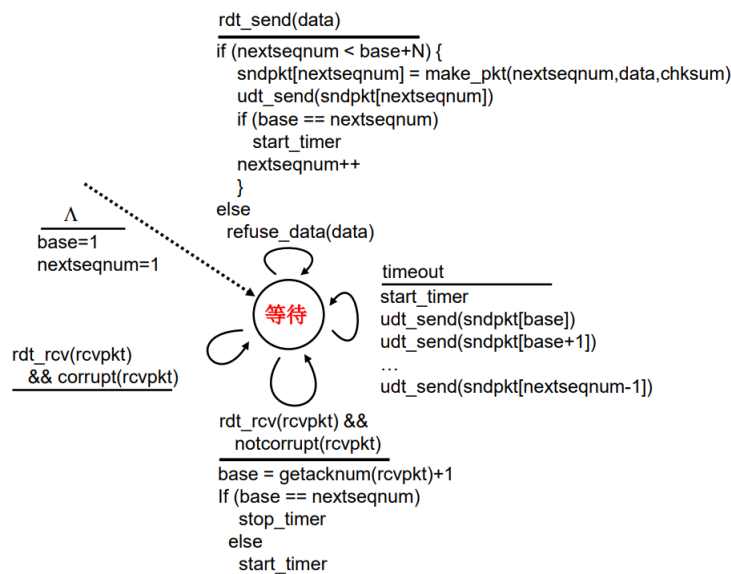 rdt_send(data)
if (nextseqnum < base+N) {
sndpkt[nextseqnum] = make_pkt(nextseqnum,data,chksum)
udt_send(sndpkt[nextseqnum])
if (base == nextseqnum)
start_timer
nextseqnum++
}
else
refuse_data(data)
Λ
base=1
nextseqnum=1
等待
timeout
start_timer
udt_send(sndpkt[base])
udt_send(sndpkt[base+1])
…
udt_send(sndpkt[nextseqnum-1])
rdt_rcv(rcvpkt)
&& corrupt(rcvpkt)
rdt_rcv(rcvpkt) &&
notcorrupt(rcvpkt)
base = getacknum(rcvpkt)+1
If (base == nextseqnum)
stop_timer
else
start_timer